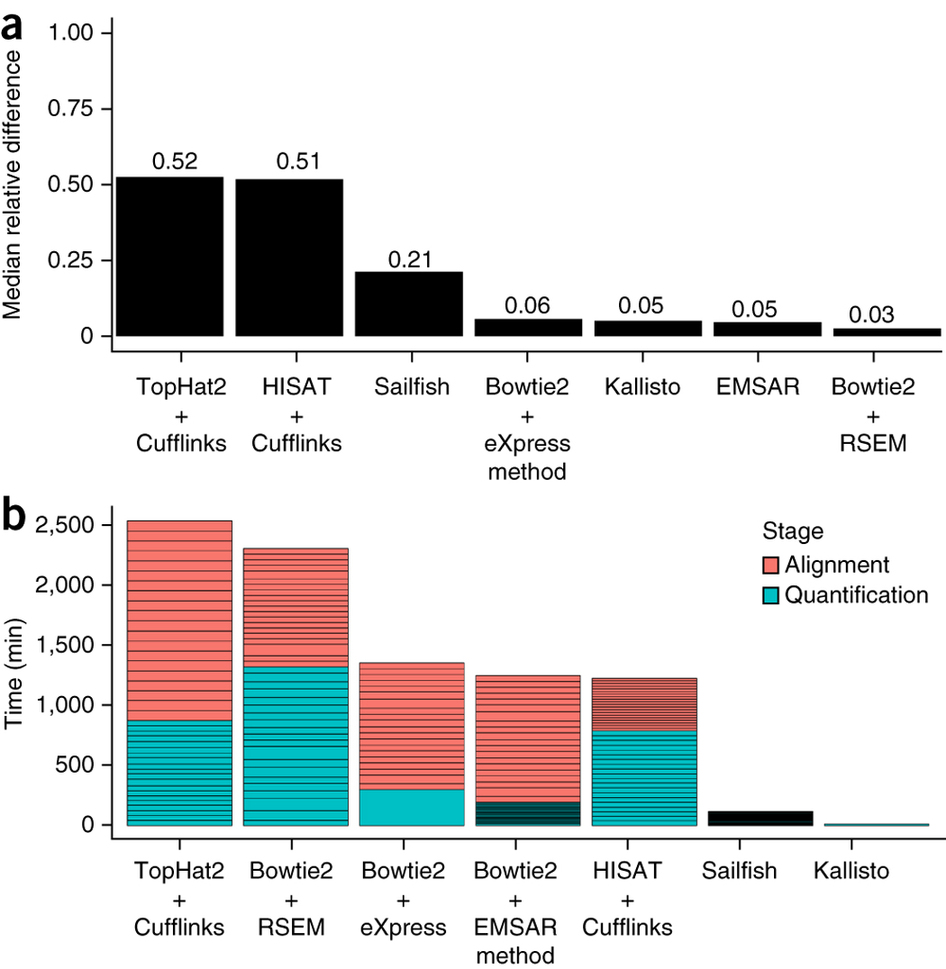 a
Median relative difference
1.00
0.75
0.50
0.25
0
0.52
0.51
0.21
0.06
0.05
0.05
0.03
TopHat2
+
Cufflinks
HISAT
+
Cufflinks
Sailfish
Bowtie2
+
eXpress
method
Kallisto
EMSAR
Bowtie2
+
RSEM
b
Time (min)
2,500
2,000
1,500
1,000
500
0
Stage
Alignment
Quantification
TopHat2
+
Cufflinks
Bowtie2
+
RSEM
Bowtie2
+
eXpress
Bowtie2
+
EMSAR
method
HISAT
+
Cufflinks
Sailfish
Kallisto